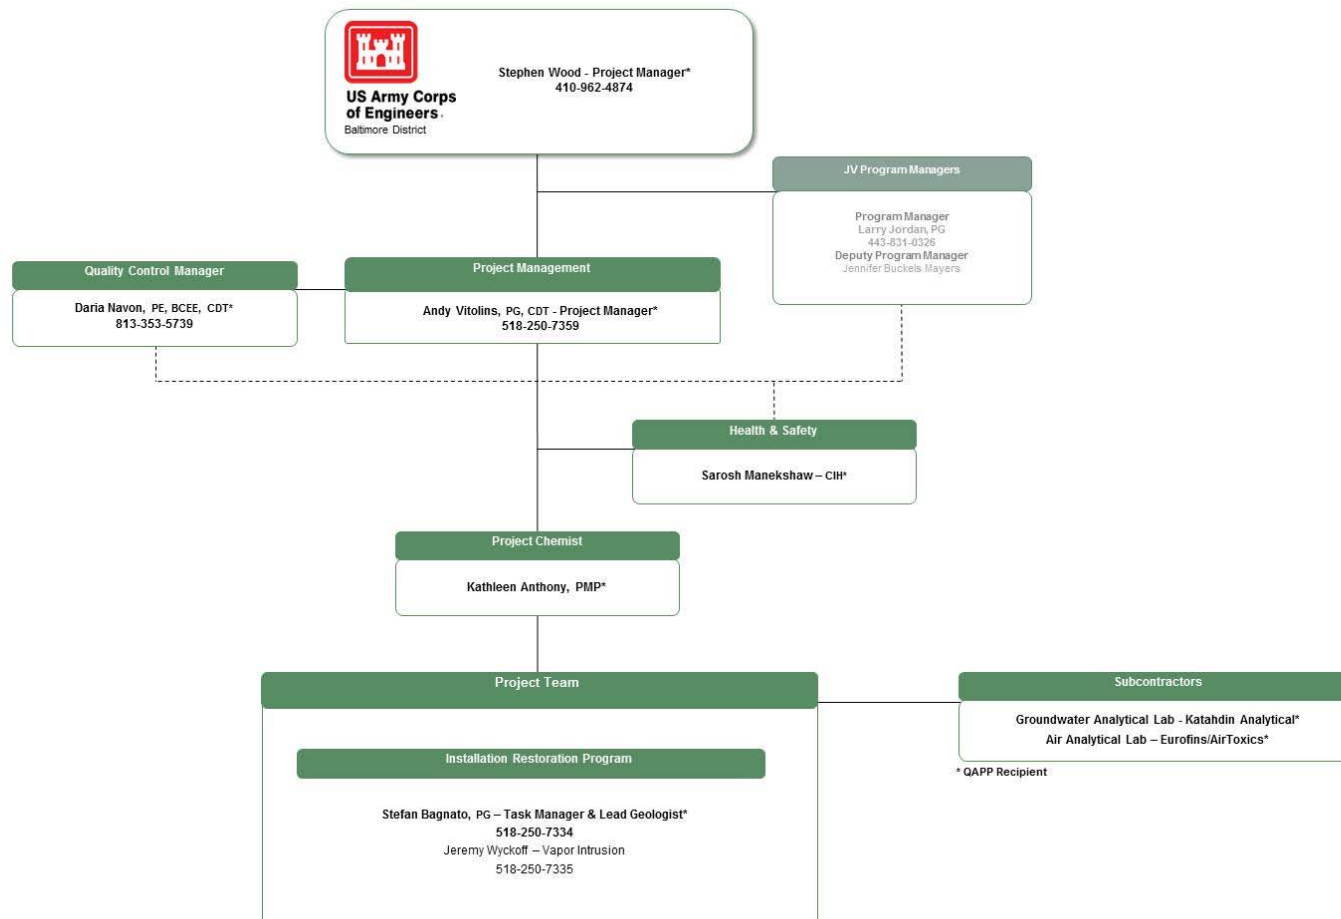 Stephen Wood - Project Manager*
410-962-4874
US Army Corps
of Engineers.
Baltimore District
JV Program Managers
Program Manager
Larry Jordan, PG
443-831-0326
Deputy Program Manager
Jennifer Buckels Mayers
Quality Control Manager
Daria Navon, PE, BCEE, CDT*
813-353-5739
Project Management
Andy Vitolins, PG, CDT - Project Manager*
518-250-7359
Health & Safety
Sarosh Manekshaw – CIH*
Project Chemist
Kathleen Anthony, PMP*
Project Team
Installation Restoration Program
Stefan Bagnato, PG – Task Manager & Lead Geologist*
518-250-7334
Jeremy Wyckoff – Vapor Intrusion
518-250-7335
Subcontractors
Groundwater Analytical Lab - Katahdin Analytical*
Air Analytical Lab – Eurofins/AirToxics*
* QAPP Recipient